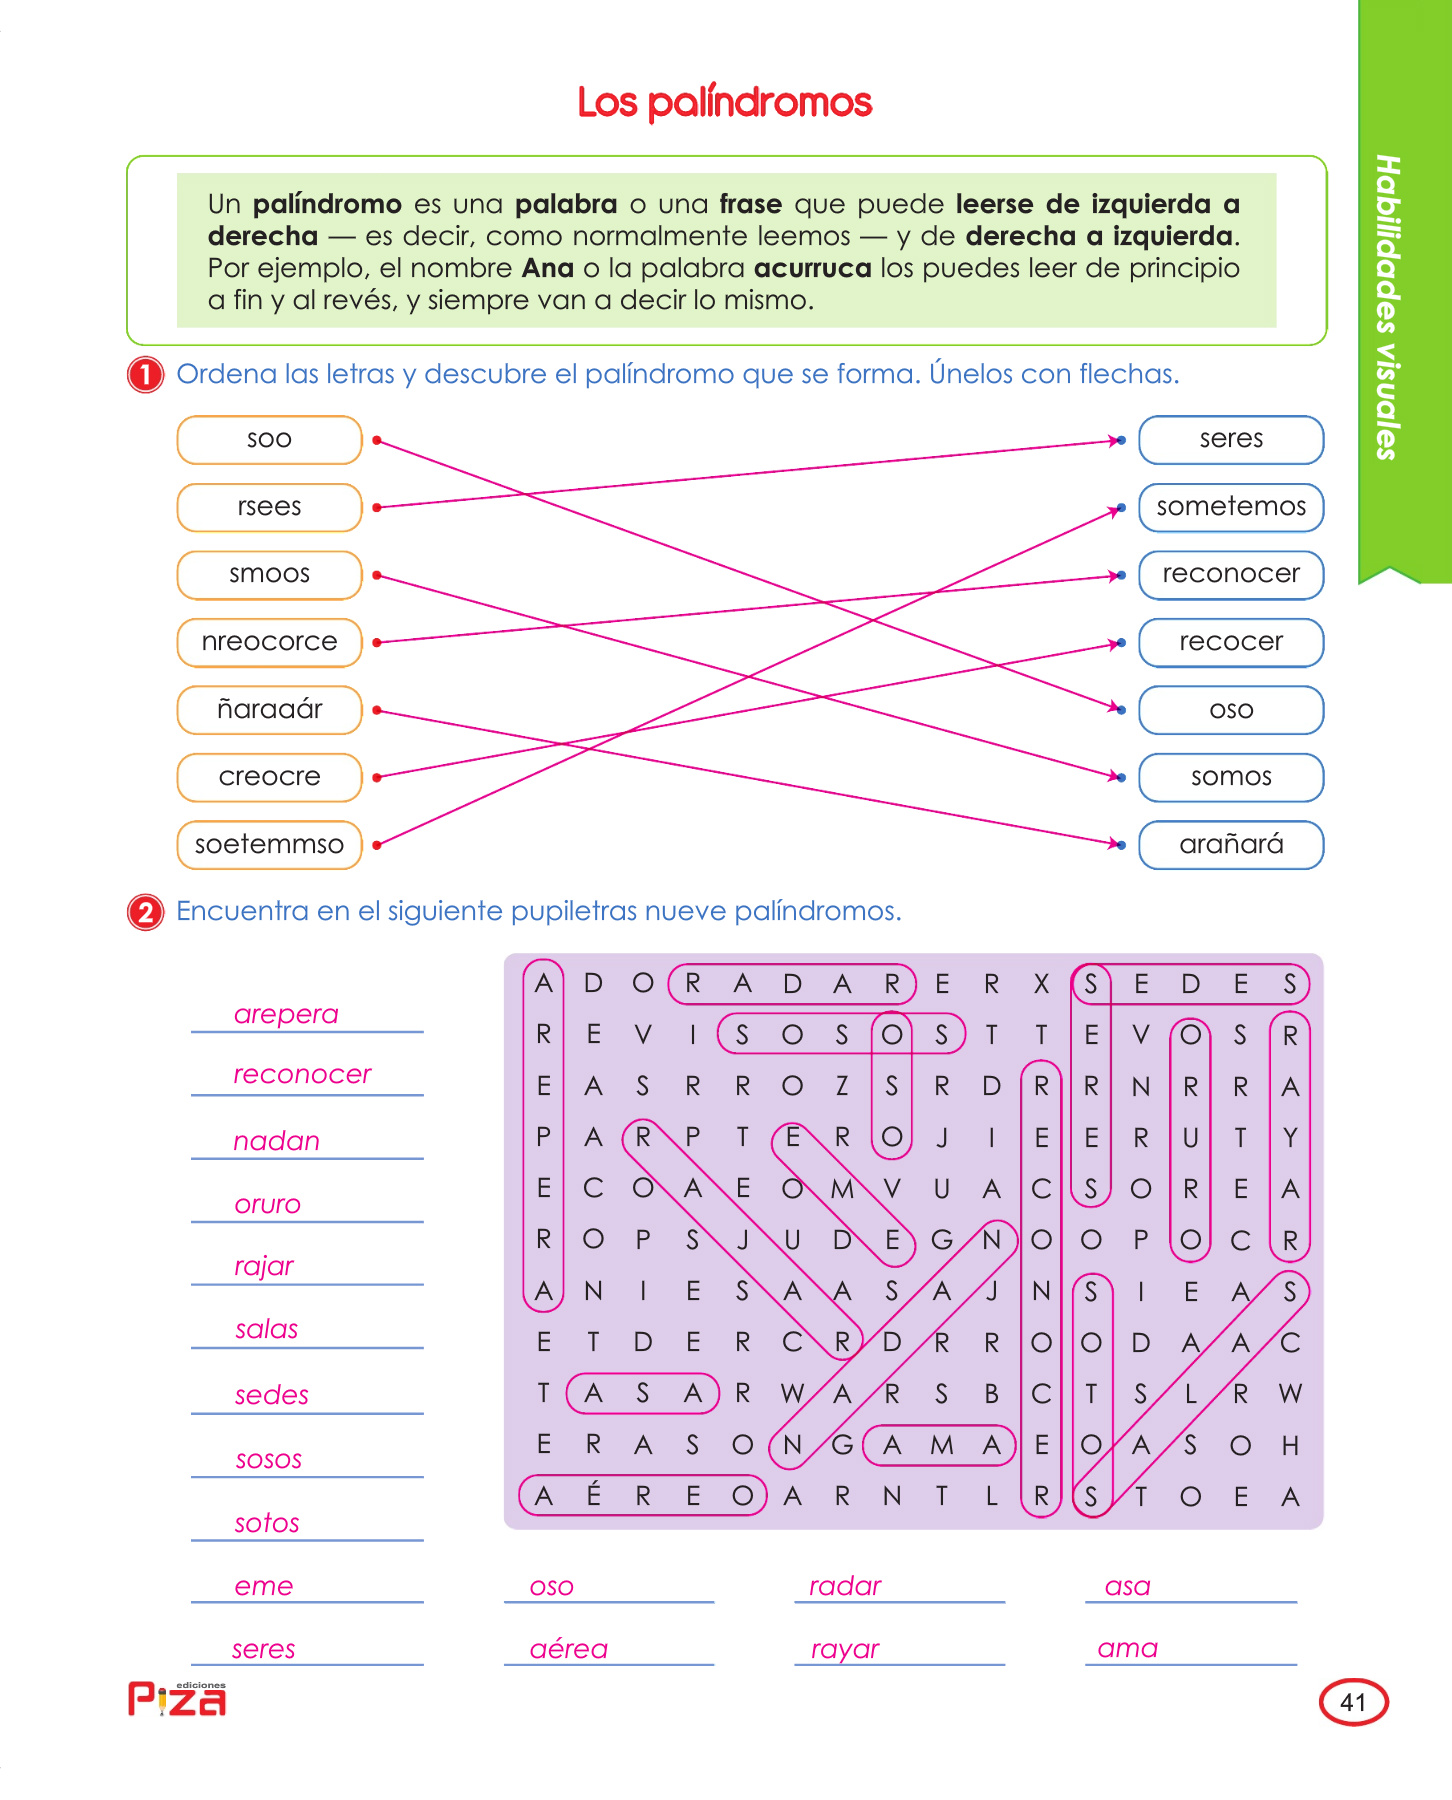 Los palíndromos
Habilidades visuales
Un palíndromo es una palabra o una frase que puede leerse de izquierda a
derecha — es decir, como normalmente leemos — y de derecha a izquierda.
Por ejemplo, el nombre Ana o la palabra acurruca los puedes leer de principio
a fin y al revés, y siempre van a decir lo mismo.
1 Ordena las letras y descubre el palíndromo que se forma. Únelos con flechas.
soo seres
rsees sometemos
smoos reconocer
nreocorce recocer
ñaraaár oso
creocre somos
soetemmso arañará
2 Encuentra en el siguiente pupiletras nueve palíndromos.
arepera
reconocer
nadan
oruro
rajar
salas
sedes
sosos
sotos
A D O R A D A R E R X S E D E S
R E V I S O S O S T T E V O S R
E A S R R O Z S R D R R N R R A
P A R P T E R O J I E E R U T Y
E C O A E O M V U A C S O R E A
R O P S J U D E G N O O P O C R
A N I E S A A S A J N S I E A S
E T D E R C R D R R O O D A A C
T A S A R W A R S B C T S L R W
E R A S O N G A M A E O A S O H
A É R E O A R N T L R S T O E A
eme oso radar asa
seres aérea rayar ama
ediciones
Piza
41